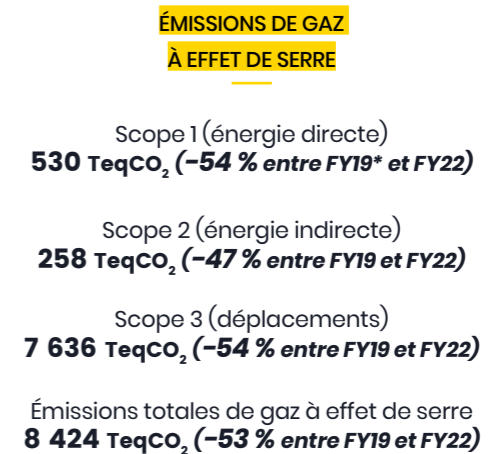 ÉMISSIONS DE GAZ
À EFFET DE SERRE
Scope 1 (énergie directe)
530 TeqCO₂ (−54 % entre FY19* et FY22)
Scope 2 (énergie indirecte)
258 TeqCO₂ (−47 % entre FY19 et FY22)
Scope 3 (déplacements)
7 636 TeqCO₂ (−54 % entre FY19 et FY22)
Émissions totales de gaz à effet de serre
8 424 TeqCO₂ (−53 % entre FY19 et FY22)